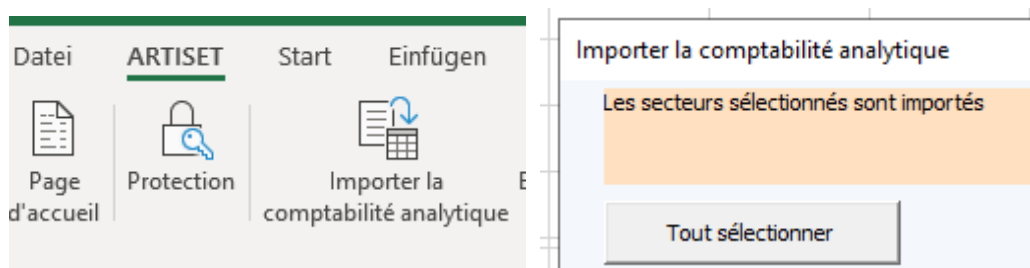 Datei ARTISET Start Einfügen
Page d'accueil
Protection
Importer la
comptabilité analytique
Importer la comptabilité analytique
Les secteurs sélectionnés sont importés
Tout sélectionner